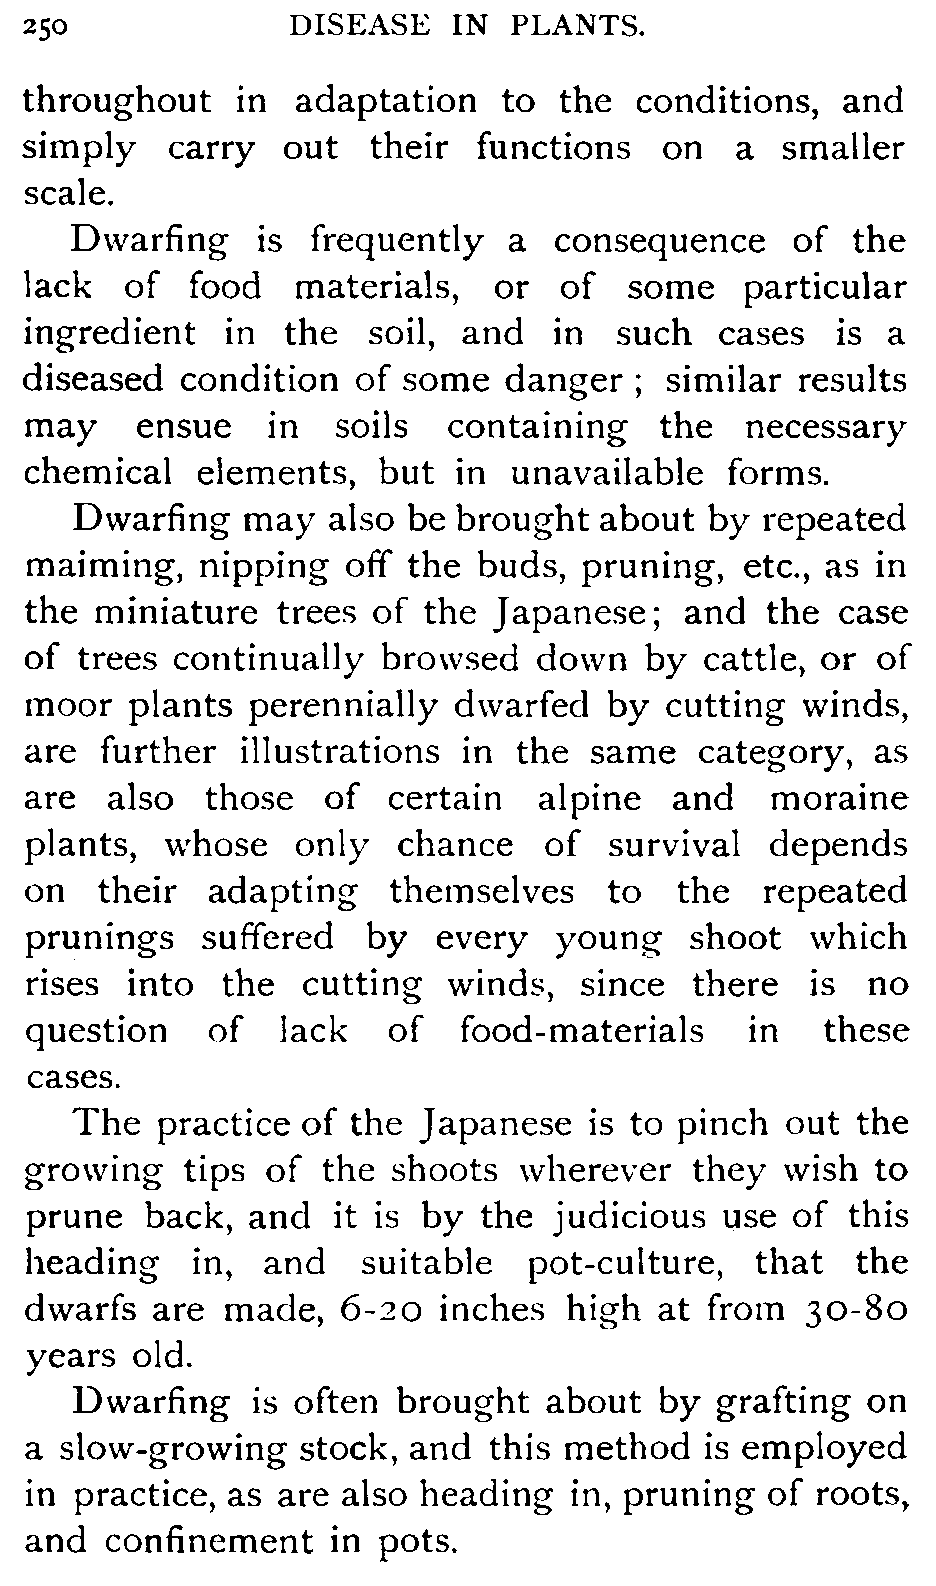 250 DISEASE IN PLANTS.
throughout in adaptation to the conditions, and
simply carry out their functions on a smaller
scale.
Dwarfing is frequently a consequence of the
lack of food materials, or of some particular
ingredient in the soil, and in such cases is a
diseased condition of some danger ; similar results
may ensue in soils containing the necessary
chemical elements, but in unavailable forms.
Dwarfing may also be brought about by repeated
maiming, nipping off the buds, pruning, etc., as in
the miniature trees of the Japanese; and the case
of trees continually browsed down by cattle, or of
moor plants perennially dwarfed by cutting winds,
are further illustrations in the same category, as
are also those of certain alpine and moraine
plants, whose only chance of survival depends
on their adapting themselves to the repeated
prunings suffered by every young shoot which
rises into the cutting winds, since there is no
question of lack of food-materials in these
cases.
The practice of the Japanese is to pinch out the
growing tips of the shoots wherever they wish to
prune back, and it is by the judicious use of this
heading in, and suitable pot-culture, that the
dwarfs are made, 6-20 inches high at from 30-80
years old.
Dwarfing is often brought about by grafting on
a slow-growing stock, and this method is employed
in practice, as are also heading in, pruning of roots,
and confinement in pots.